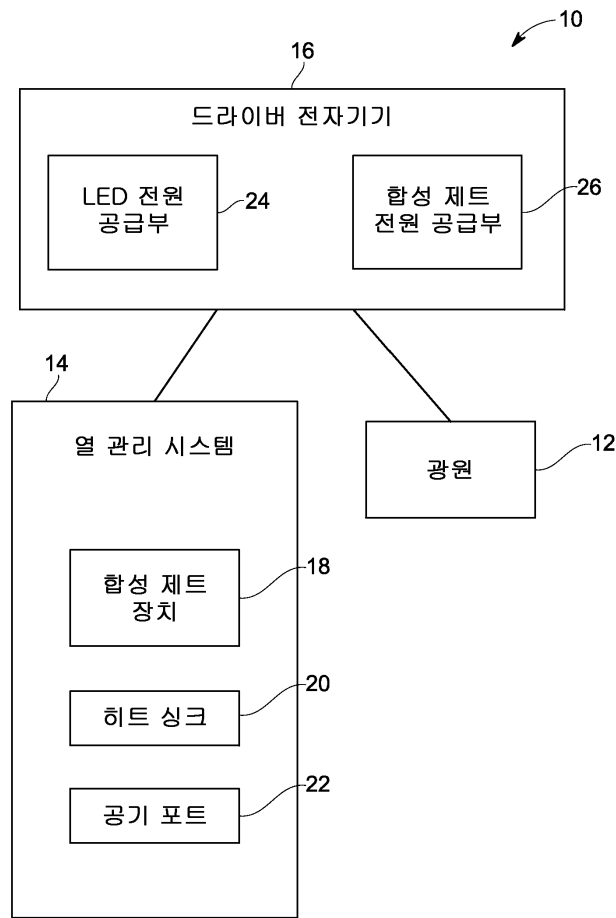 10
16
드라이버 전자기기
LED 전원
공급부
24
합성 제트
전원 공급부
26
14
열 관리 시스템
광원
12
합성 제트
장치
18
히트 싱크
20
공기 포트
22